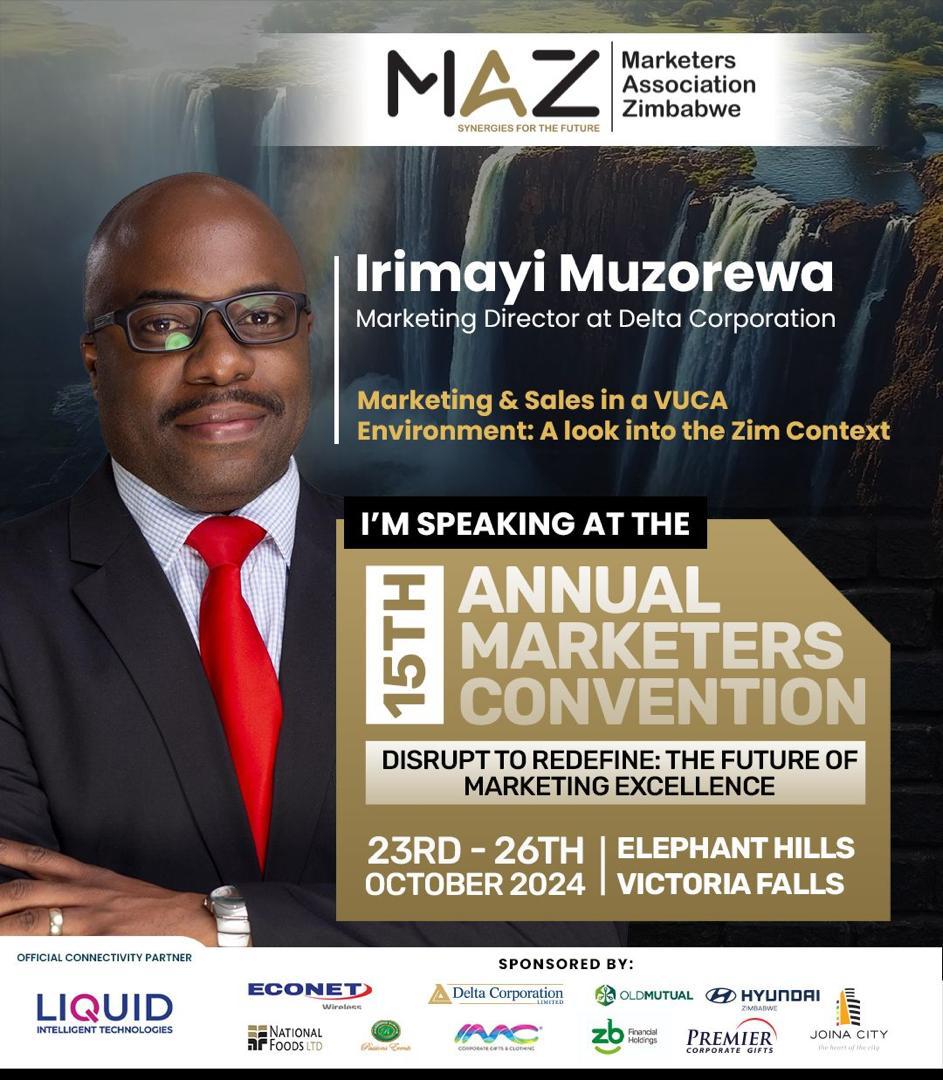 MAZ
SYNERGIES FOR THE FUTURE
Marketers
Association
Zimbabwe
Irimayi Muzorewa
Marketing Director at Delta Corporation
Marketing & Sales in a VUCA
Environment: A look into the Zim Context
I'M SPEAKING AT THE
15TH
ANNUAL
MARKETERS
CONVENTION
DISRUPT TO REDEFINE: THE FUTURE OF
MARKETING EXCELLENCE
23RD - 26TH
OCTOBER 2024
ELEPHANT HILLS
VICTORIA FALLS
OFFICIAL CONNECTIVITY PARTNER
LIQUID
INTELLIGENT TECHNOLOGIES
SPONSORED BY:
ECONET
Wireless
Delta Corporation
LIMITED
OLDMUTUAL
HYUNDAI
ZIMBABWE
NATIONAL
FOODS LTD
Passions Events
IMAC
CORPORATE GIFTS & CLOTHING
zb
Financial
Holdings
PREMIER
CORPORATE GIFTS
JOINA CITY
the heart of the city